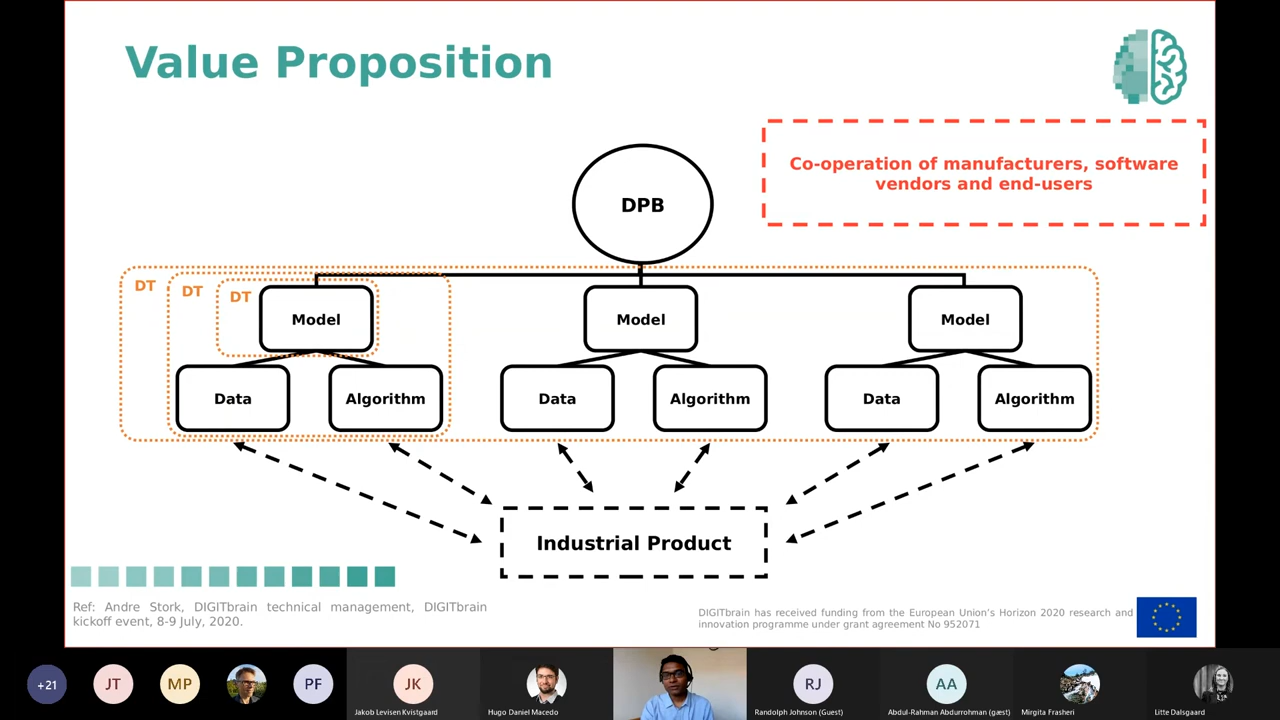 Value Proposition
Co-operation of manufacturers, software
vendors and end-users
DPB
DT
DT
DT
Model
Model
Model
Data
Algorithm
Data
Algorithm
Data
Algorithm
Industrial Product
Ref: Andre Stork, DIGITbrain technical management, DIGITbrain
kickoff event, 8-9 July, 2020.
DIGITbrain has received funding from the European Union's Horizon 2020 research and
innovation programme under grant agreement No 952071
+21
JT
MP
PF
JK
RJ
AA
Jakob Levisen Kvistgaard
Hugo Daniel Macedo
Randolph Johnson (Guest)
Abdul-Rahman Abdurrohman (gæst)
Mirgita Frasheri
Litte Dalsgaard